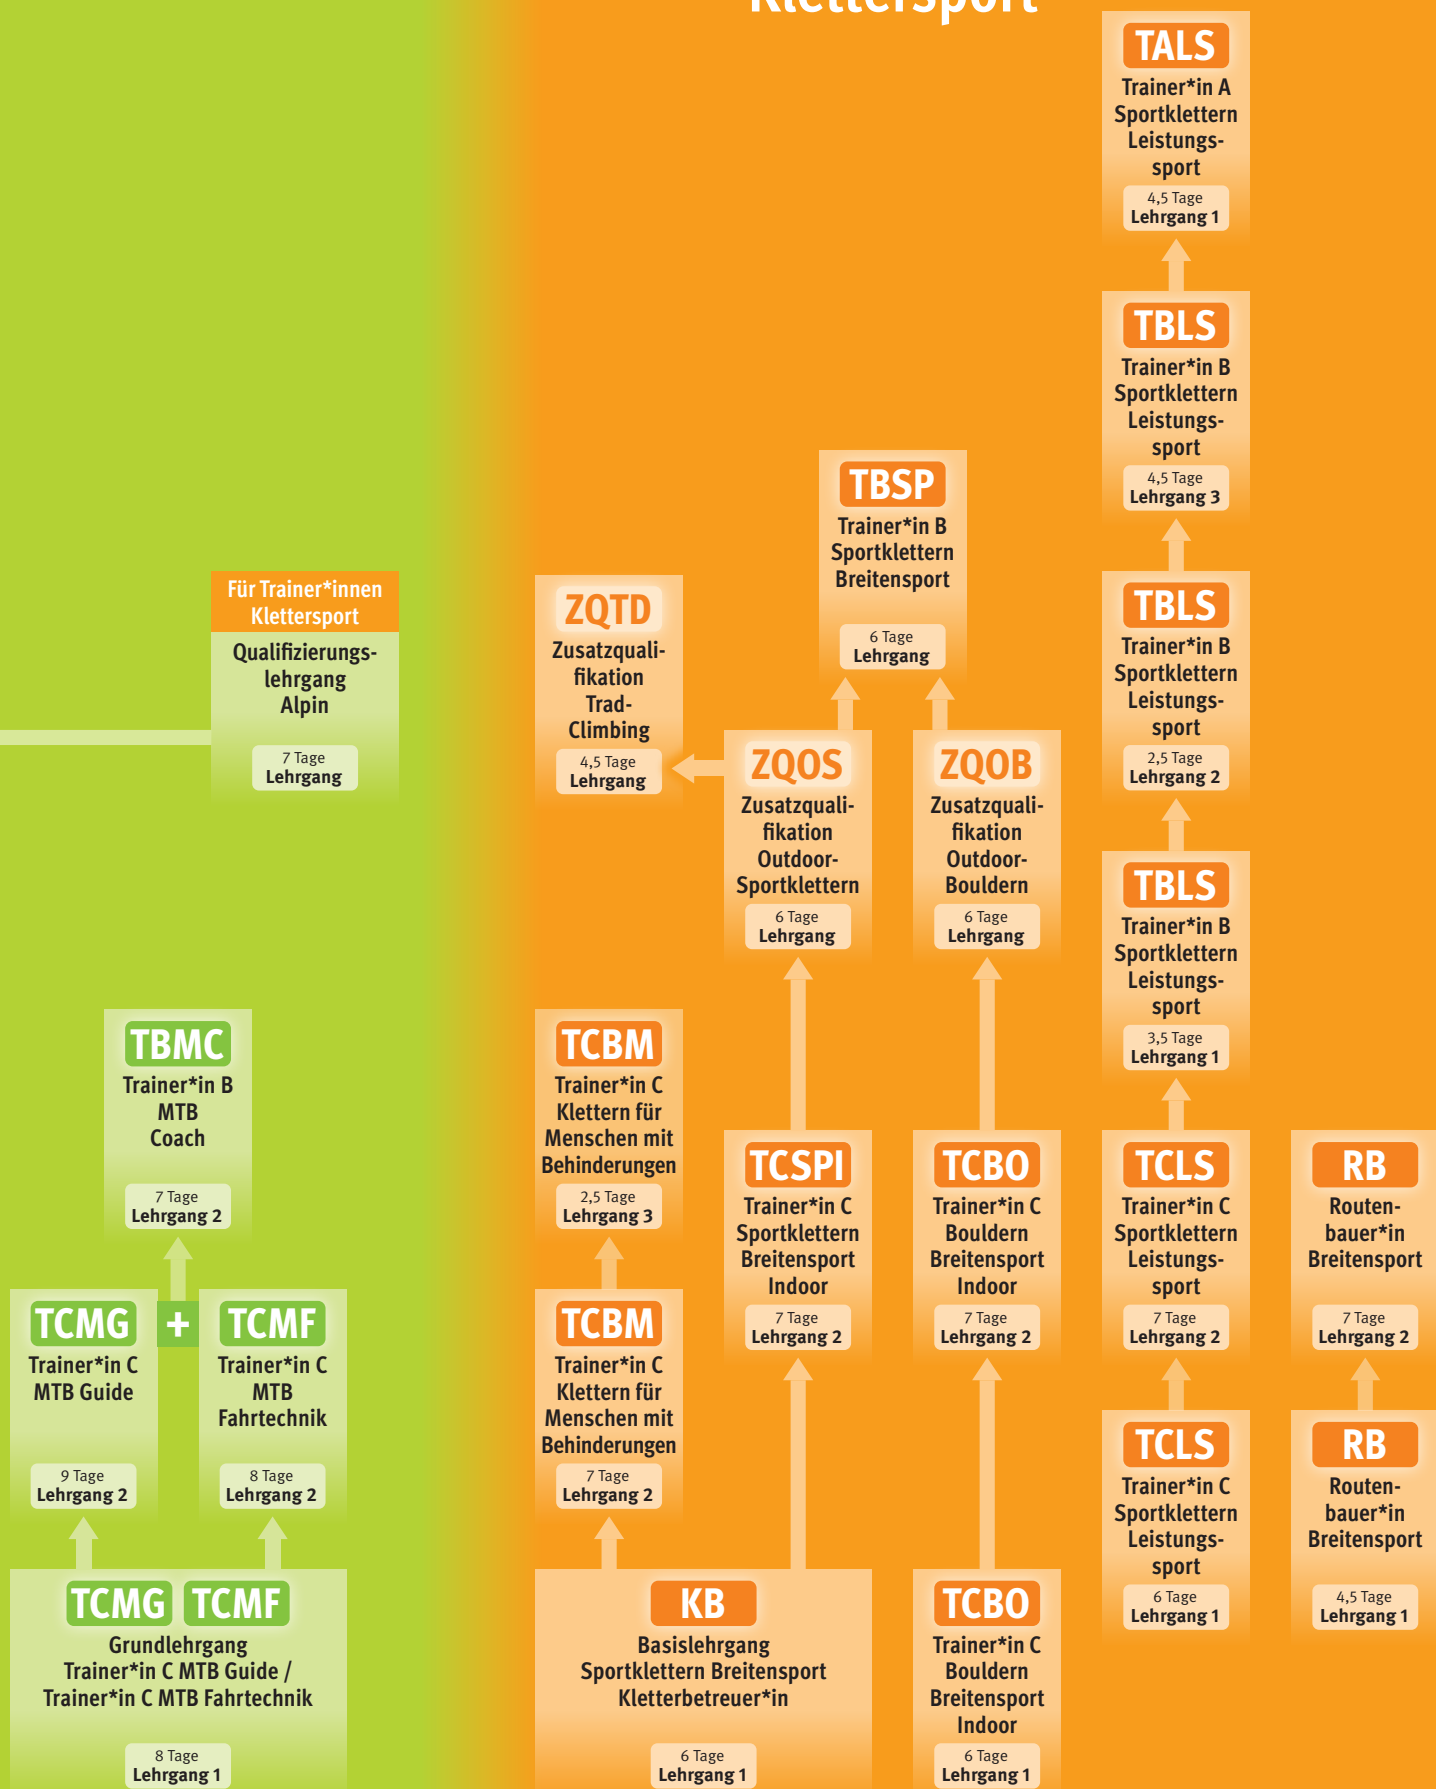 Klettersport
TALS
Trainer*in A
Sportklettern
Leistungs-
sport
4,5 Tage
Lehrgang 1
TBLS
Trainer*in B
Sportklettern
Leistungs-
sport
4,5 Tage
Lehrgang 3
TBSP
Trainer*in B
Sportklettern
Breitensport
6 Tage
Lehrgang
Für Trainer*innen
Klettersport
Qualifizierungs-
lehrgang
Alpin
7 Tage
Lehrgang
ZQTD
Zusatzquali-
fikation
Trad-
Climbing
4,5 Tage
Lehrgang
TBLS
Trainer*in B
Sportklettern
Leistungs-
sport
2,5 Tage
Lehrgang 2
ZQOS
Zusatzquali-
fikation
Outdoor-
Sportklettern
6 Tage
Lehrgang
ZQOB
Zusatzquali-
fikation
Outdoor-
Bouldern
6 Tage
Lehrgang
TBLS
Trainer*in B
Sportklettern
Leistungs-
sport
3,5 Tage
Lehrgang 1
TBMC
Trainer*in B
MTB
Coach
7 Tage
Lehrgang 2
TCBM
Trainer*in C
Klettern für
Menschen mit
Behinderungen
2,5 Tage
Lehrgang 3
TCSPI
Trainer*in C
Sportklettern
Breitensport
Indoor
7 Tage
Lehrgang 2
TCBO
Trainer*in C
Bouldern
Breitensport
Indoor
7 Tage
Lehrgang 2
TCLS
Trainer*in C
Sportklettern
Leistungs-
sport
7 Tage
Lehrgang 2
RB
Routen-
bauer*in
Breitensport
7 Tage
Lehrgang 2
TCMG
Trainer*in C
MTB Guide
9 Tage
Lehrgang 2
+
TCMF
Trainer*in C
MTB
Fahrtechnik
8 Tage
Lehrgang 2
TCBM
Trainer*in C
Klettern für
Menschen mit
Behinderungen
7 Tage
Lehrgang 2
TCLS
Trainer*in C
Sportklettern
Leistungs-
sport
6 Tage
Lehrgang 1
RB
Routen-
bauer*in
Breitensport
4,5 Tage
Lehrgang 1
TCMG TCMF
Grundlehrgang
Trainer*in C MTB Guide /
Trainer*in C MTB Fahrtechnik
8 Tage
Lehrgang 1
KB
Basislehrgang
Sportklettern Breitensport
Kletterbetreuer*in
6 Tage
Lehrgang 1
TCBO
Trainer*in C
Bouldern
Breitensport
Indoor
6 Tage
Lehrgang 1